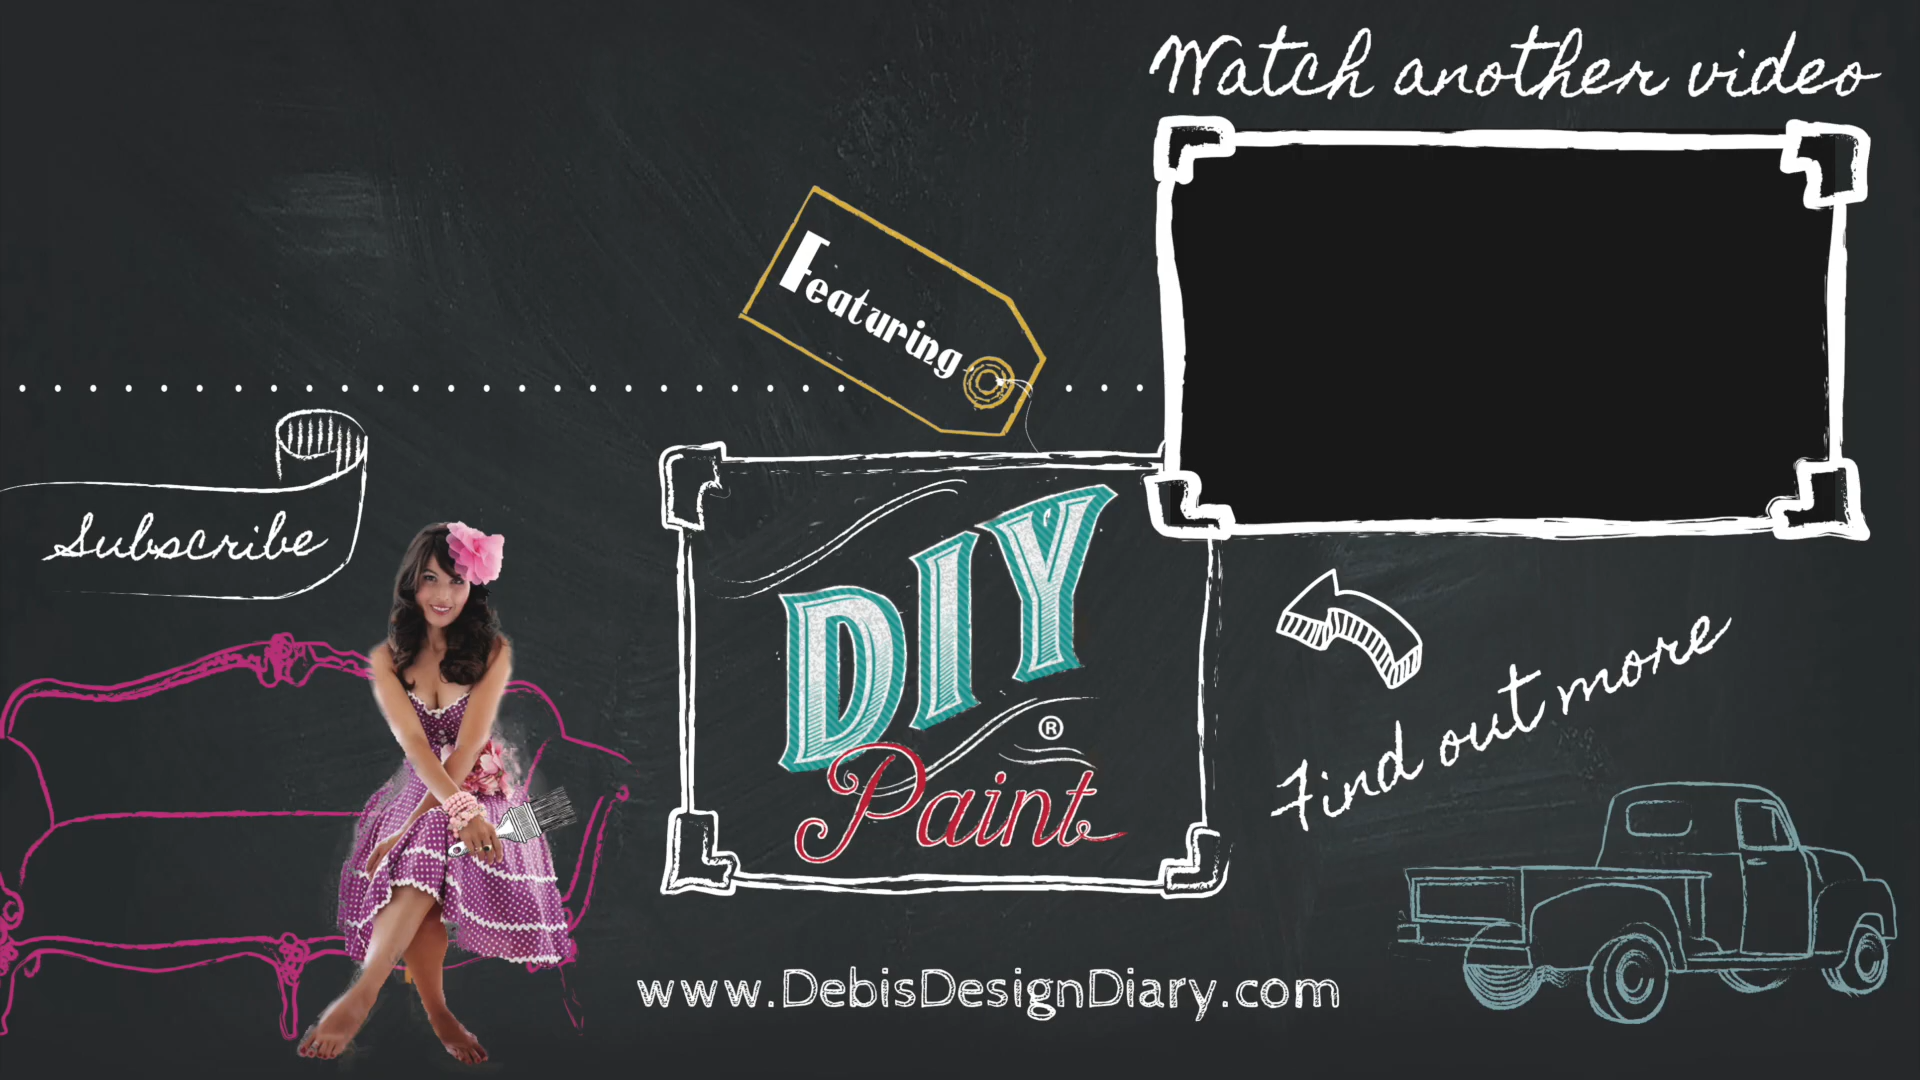 Watch another video
Featuring
Subscribe
DIY
®
Paint
Find out more
www.DebisDesignDiary.com